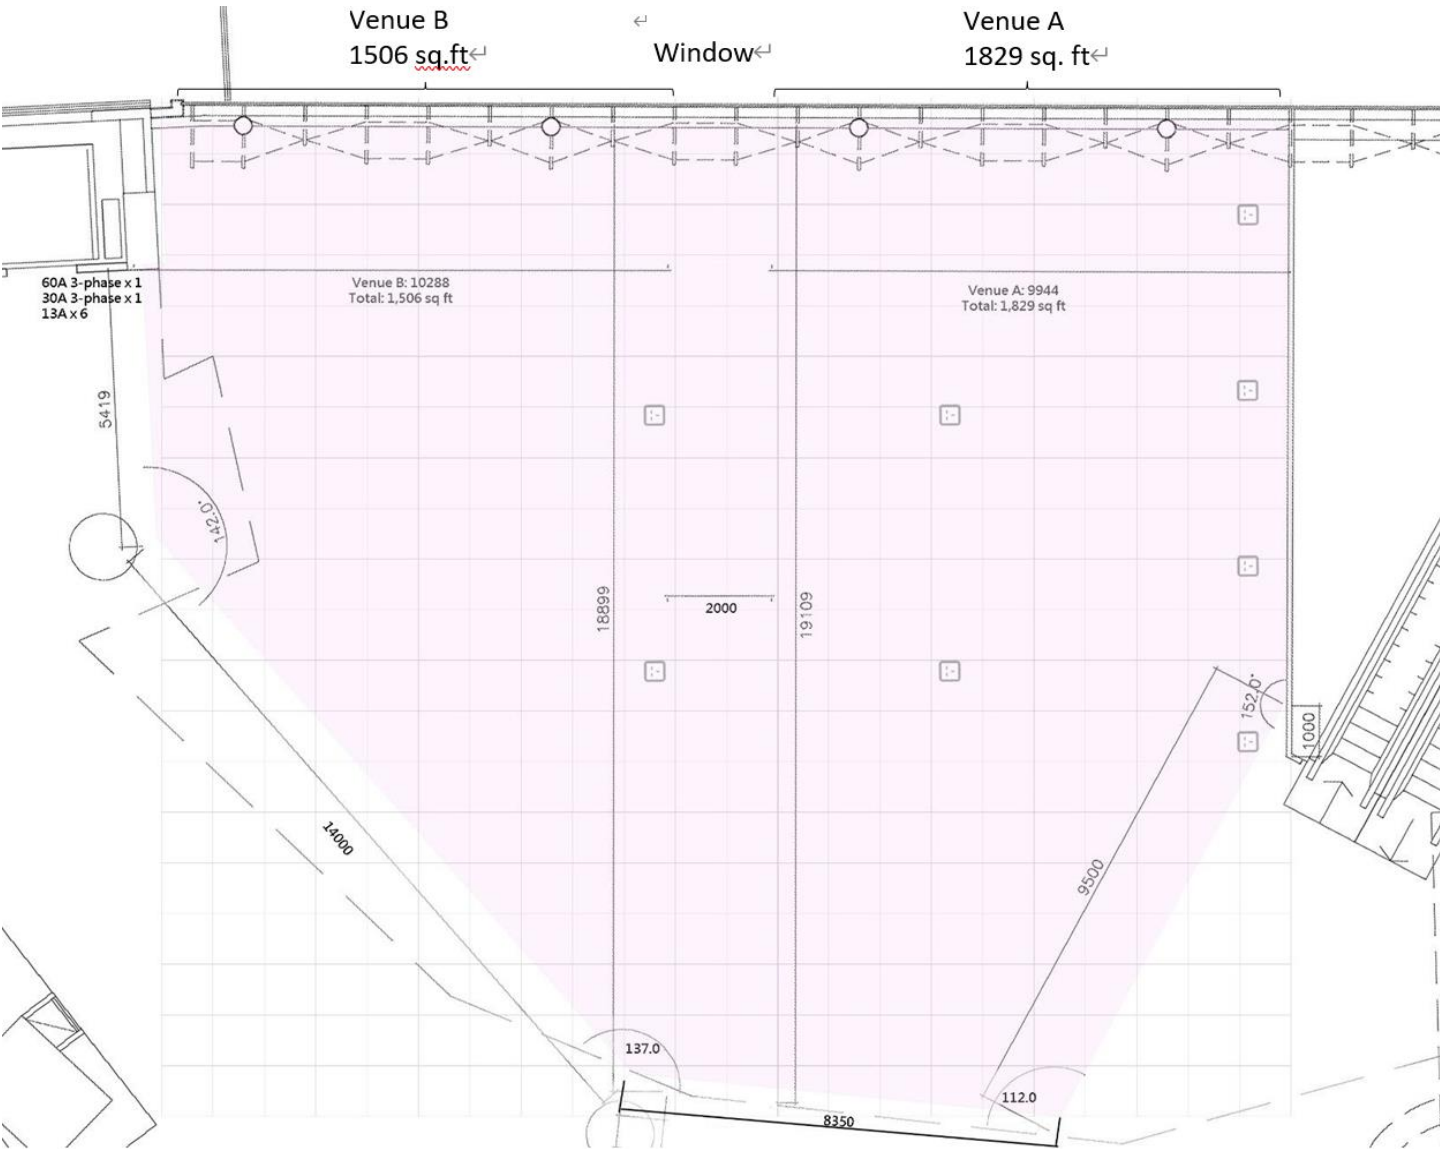 Venue B
1506 sq.ft↵
↵
Window↵
Venue A
1829 sq. ft↵
60A 3-phase x 1
30A 3-phase x 1
13A x 6
Venue B: 10288
Total: 1,506 sq ft
Venue A: 9944
Total: 1,829 sq ft
5419
142.0°
18899
2000
19109
152.0°
1000
14000
9500
137.0
112.0
8350